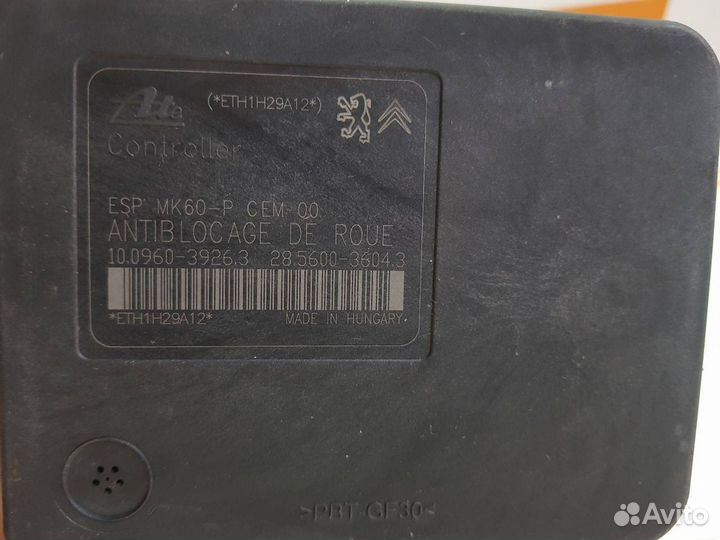 Ate (*ETH1H29A12*)
Controller
ESP MK60-P CEM-00
ANTIBLOCAGE DE ROUE
10.0960-3926.3 28.5600-3604.3
*ETH1H29A12* MADE IN HUNGARY
>PBT-GF30<
Avito